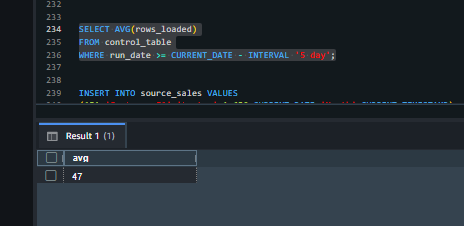 232
233
234 SELECT AVG(rows_loaded)
235 FROM control_table
236 WHERE run_date >= CURRENT_DATE - INTERVAL '5 day';
237
238
239 INSERT INTO source_sales VALUES
Result 1 (1)
avg
47